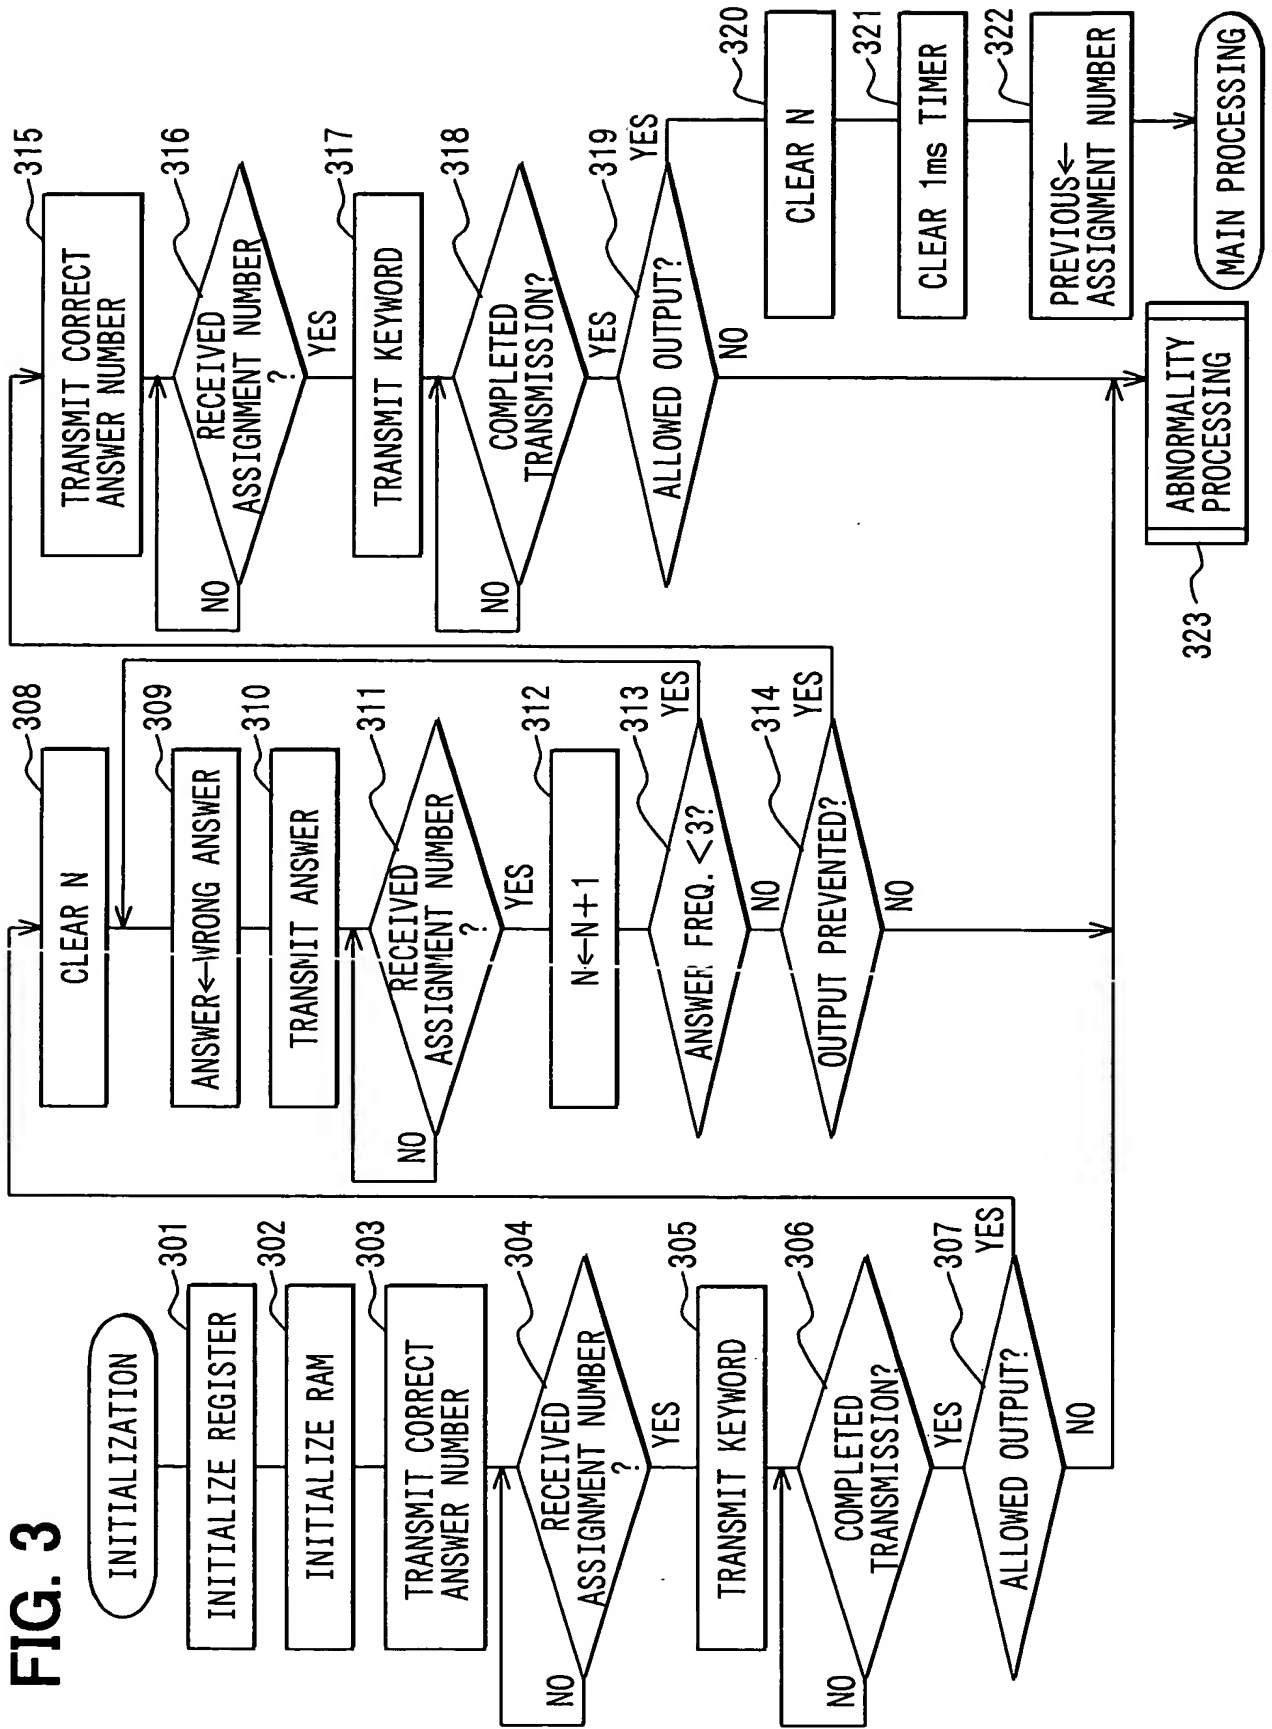 FIG. 3
INITIALIZATION
301
INITIALIZE REGISTER
302
INITIALIZE RAM
303
TRANSMIT CORRECT
ANSWER NUMBER
304
RECEIVED
ASSIGNMENT NUMBER
?
NO
YES
305
TRANSMIT KEYWORD
306
COMPLETED
TRANSMISSION?
NO
YES
307
ALLOWED OUTPUT?
YES
NO
308
CLEAR N
309
ANSWER←WRONG ANSWER
310
TRANSMIT ANSWER
311
RECEIVED
ASSIGNMENT NUMBER
?
NO
YES
312
N←N+1
313
ANSWER FREQ. <3?
YES
NO
314
OUTPUT PREVENTED?
YES
NO
315
TRANSMIT CORRECT
ANSWER NUMBER
316
RECEIVED
ASSIGNMENT NUMBER
?
NO
YES
317
TRANSMIT KEYWORD
318
COMPLETED
TRANSMISSION?
NO
YES
319
ALLOWED OUTPUT?
YES
NO
320
CLEAR N
321
CLEAR 1ms TIMER
322
PREVIOUS←
ASSIGNMENT NUMBER
MAIN PROCESSING
ABNORMALITY
PROCESSING
323